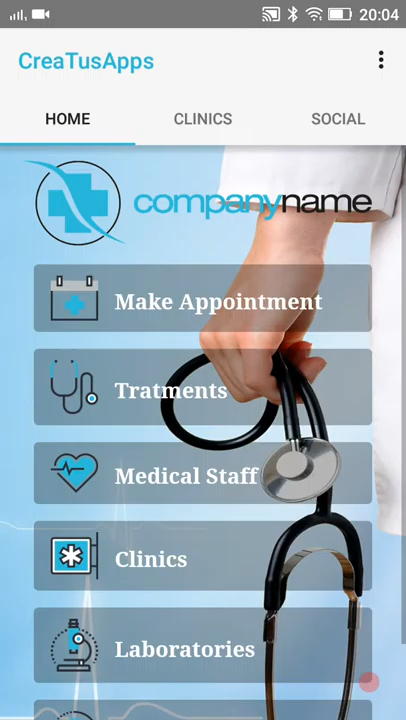 20:04
CreaTusApps
HOME CLINICS SOCIAL
companyname
Make Appointment
Tratments
Medical Staff
Clinics
Laboratories